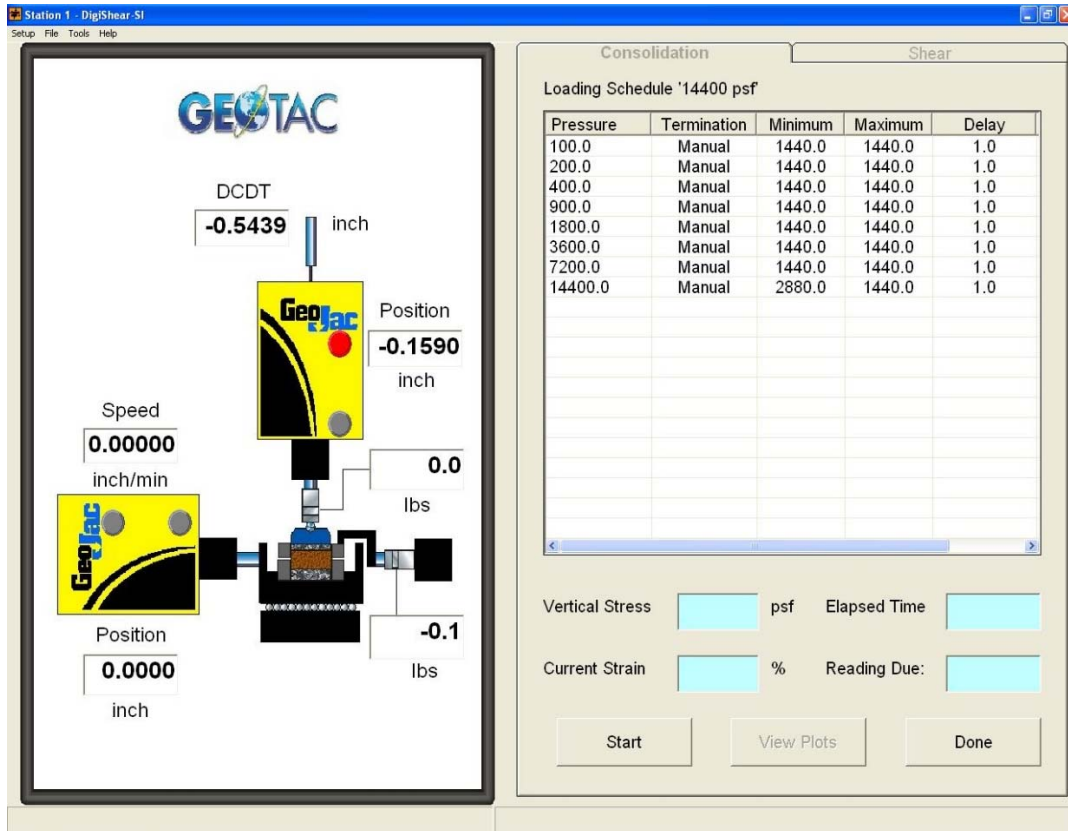 Station 1 - DigiShear-SI
Setup File Tools Help
GEOTAC
DCDT
-0.5439 inch
GeoJac
Position
-0.1590
inch
Speed
0.00000
inch/min
0.0
lbs
GeoJac
Position
0.0000
inch
-0.1
lbs
Consolidation Shear
Loading Schedule '14400 psf'
Pressure Termination Minimum Maximum Delay
100.0 Manual 1440.0 1440.0 1.0
200.0 Manual 1440.0 1440.0 1.0
400.0 Manual 1440.0 1440.0 1.0
900.0 Manual 1440.0 1440.0 1.0
1800.0 Manual 1440.0 1440.0 1.0
3600.0 Manual 1440.0 1440.0 1.0
7200.0 Manual 1440.0 1440.0 1.0
14400.0 Manual 2880.0 1440.0 1.0
Vertical Stress psf Elapsed Time
Current Strain % Reading Due:
Start View Plots Done